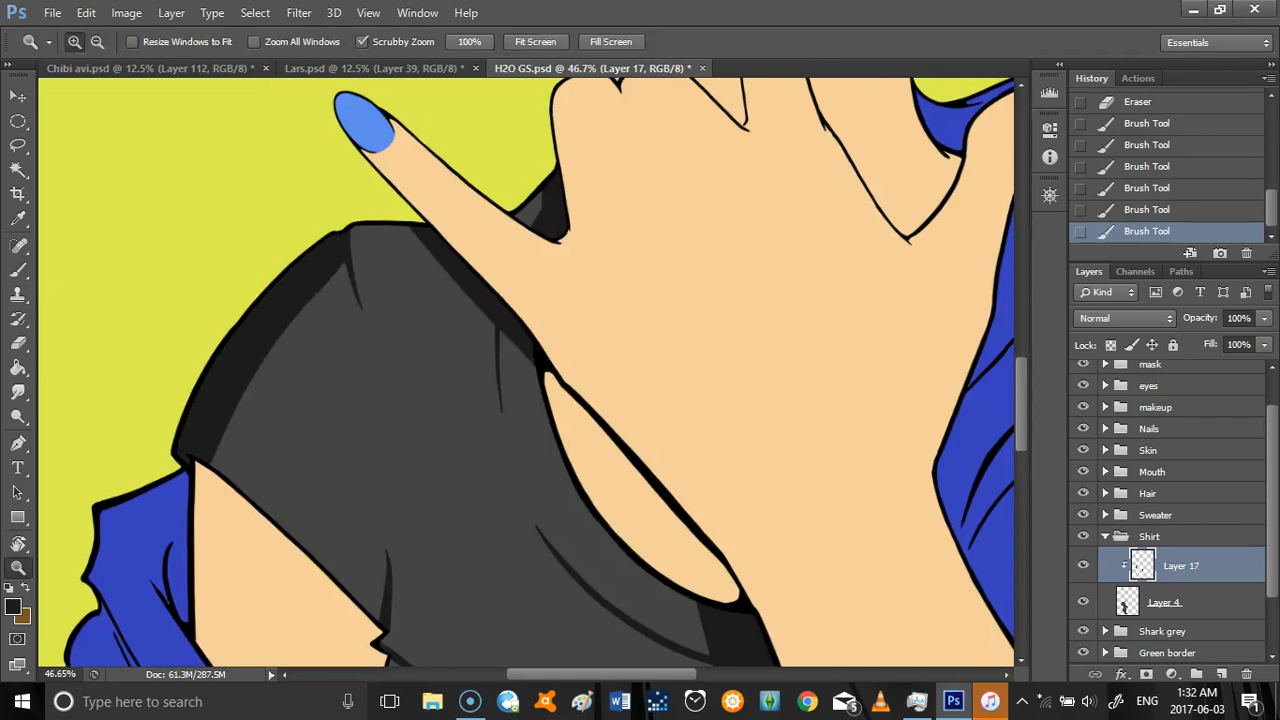 Ps File Edit Image Layer Type Select Filter 3D View Window Help
Resize Windows to Fit Zoom All Windows Scrubby Zoom 100% Fit Screen Fill Screen Essentials
Chibi avi.psd @ 12.5% (Layer 112, RGB/8) * × Lars.psd @ 12.5% (Layer 39, RGB/8) * × H2O GS.psd @ 46.7% (Layer 17, RGB/8) * ×
History Actions
Eraser
Brush Tool
Brush Tool
Brush Tool
Brush Tool
Brush Tool
Brush Tool
Layers Channels Paths
Kind
Normal Opacity: 100%
Lock: Fill: 100%
mask
eyes
makeup
Nails
Skin
Mouth
Hair
Sweater
Shirt
Layer 17
Layer 4
Shark grey
Green border
46.65% Doc: 61.3M/287.5M
Type here to search
5
Ps
1:32 AM
2017-06-03
1